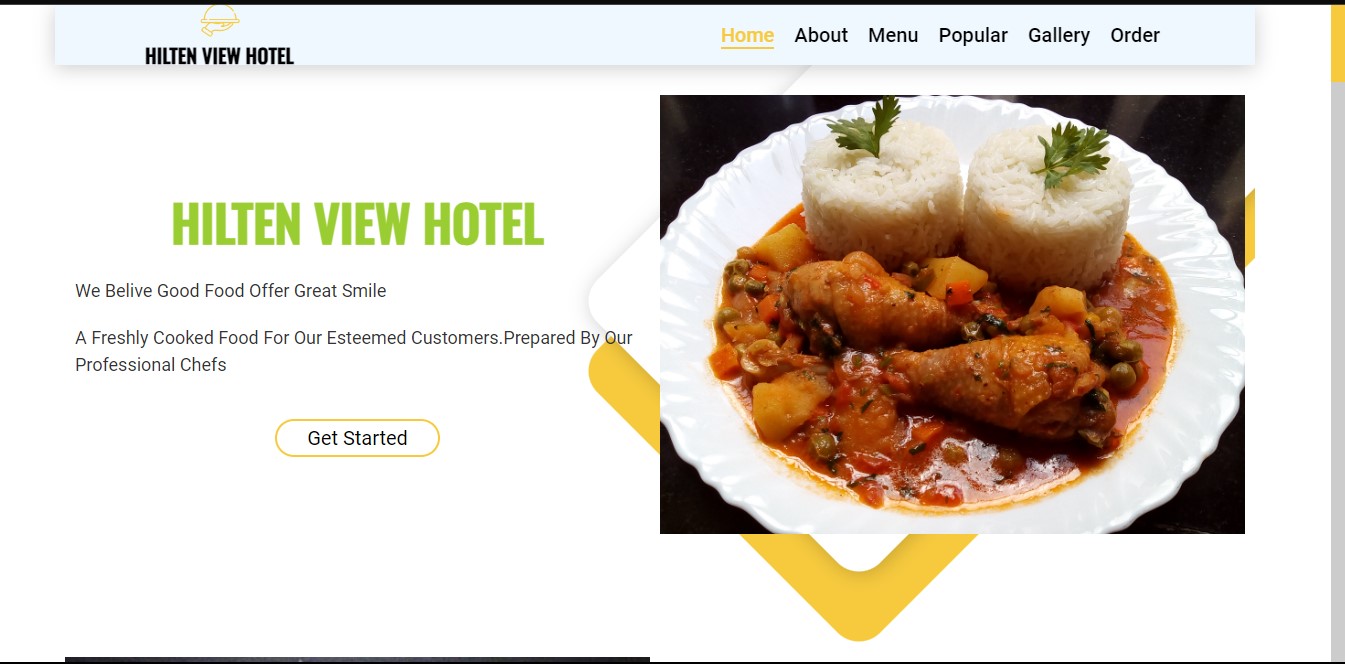 HILTEN VIEW HOTEL
Home About Menu Popular Gallery Order
HILTEN VIEW HOTEL
We Belive Good Food Offer Great Smile
A Freshly Cooked Food For Our Esteemed Customers.Prepared By Our
Professional Chefs
Get Started